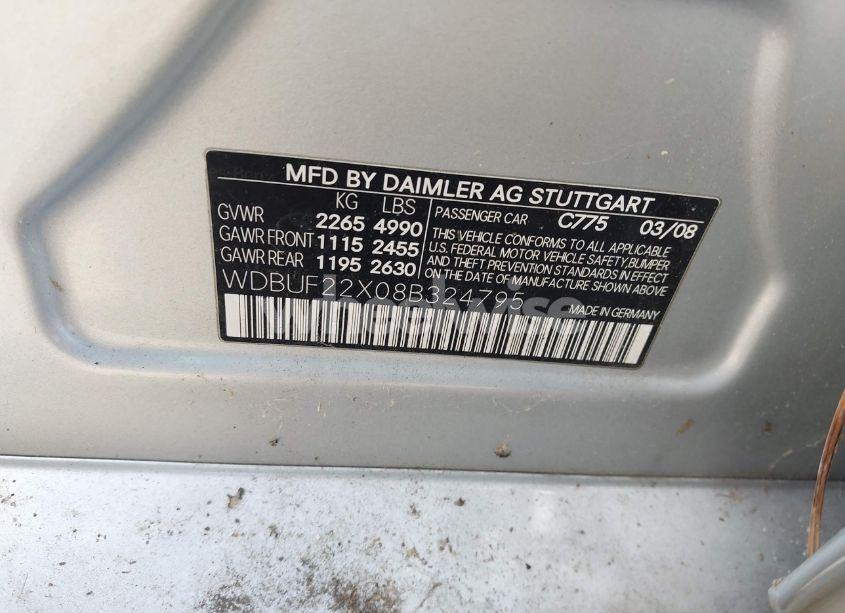 MFD BY DAIMLER AG STUTTGART
KG LBS
GVWR 2265 4990
GAWR FRONT 1115 2455
GAWR REAR 1195 2630
PASSENGER CAR C775 03/08
THIS VEHICLE CONFORMS TO ALL APPLICABLE
U.S. FEDERAL MOTOR VEHICLE SAFETY, BUMPER
AND THEFT PREVENTION STANDARDS IN EFFECT
ON THE DATE OF MANUFACTURE SHOWN ABOVE
WDBUF22X08B324795
MADE IN GERMANY